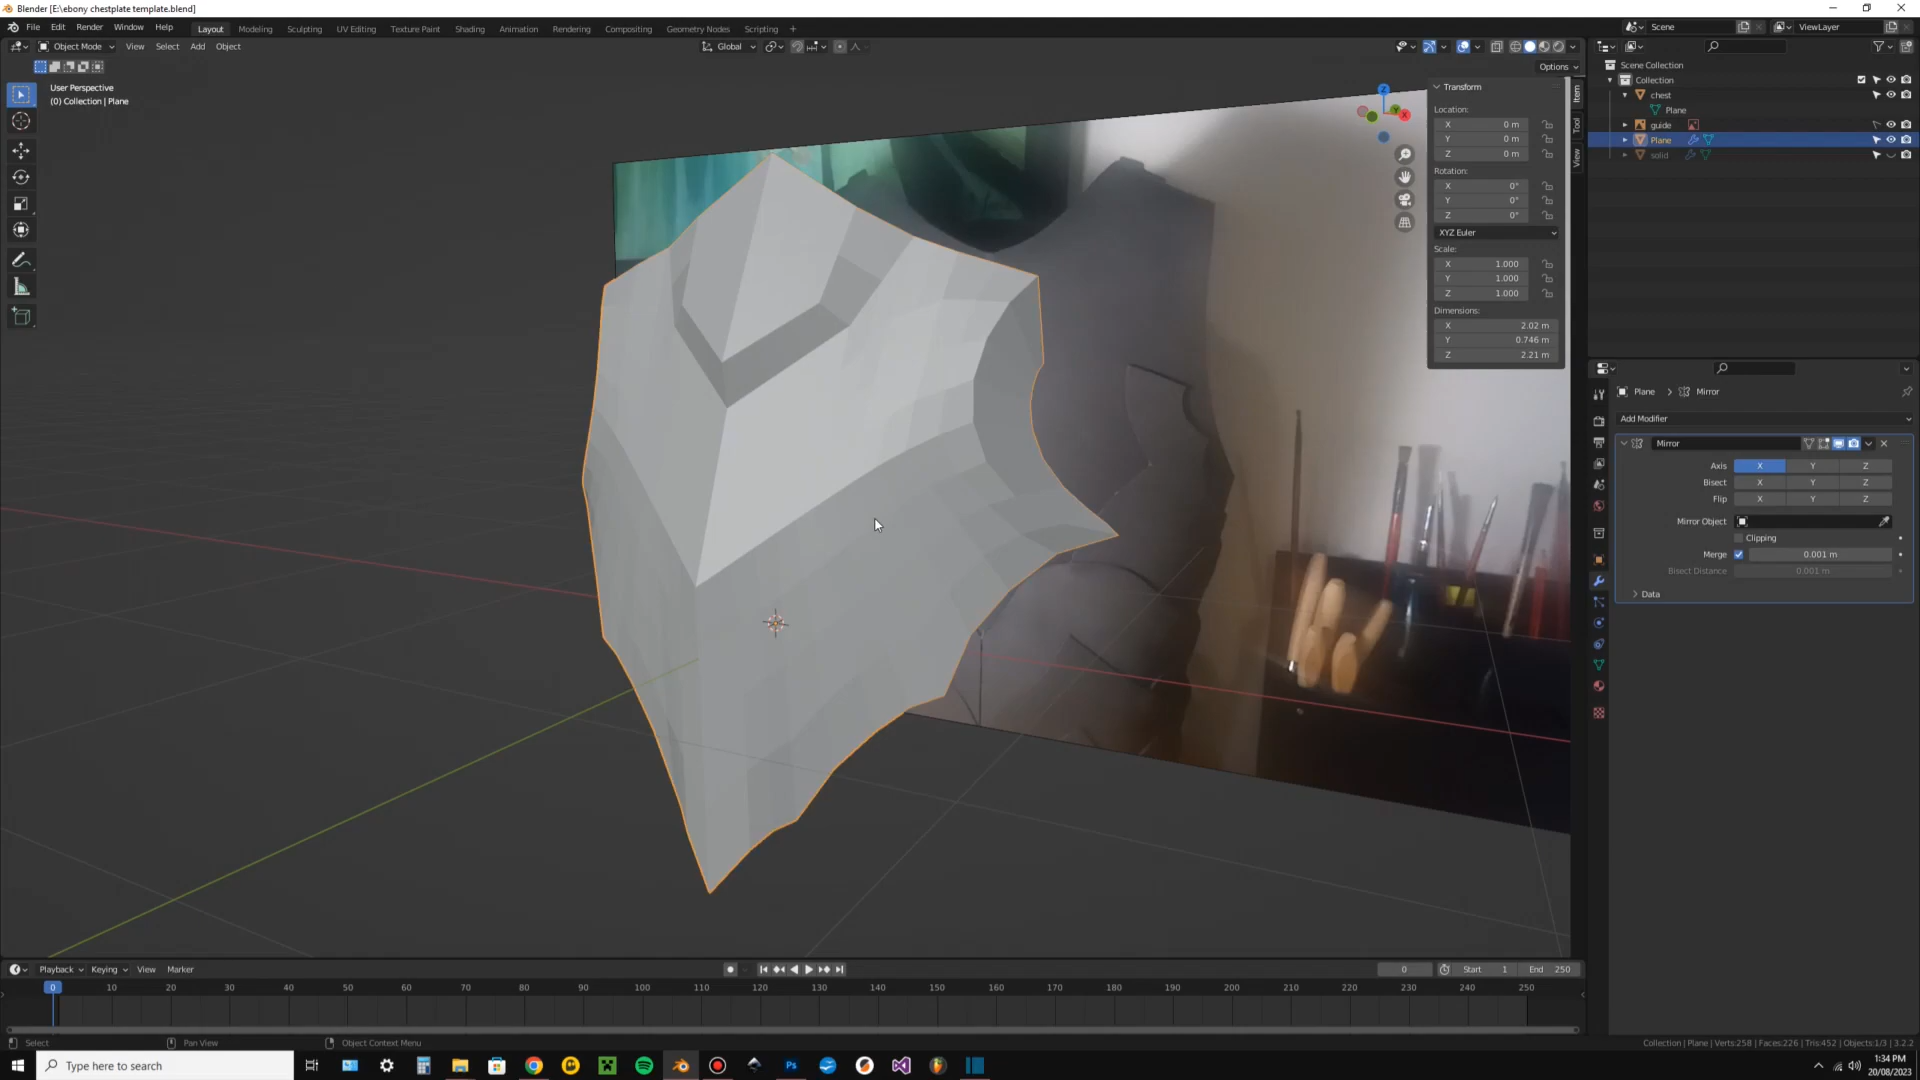 Blender [E:\ebony chestplate template.blend]
File Edit Render Window Help Layout Modeling Sculpting UV Editing Texture Paint Shading Animation Rendering Compositing Geometry Nodes Scripting + Scene ViewLayer
Object Mode View Select Add Object Global
Options
User Perspective
(0) Collection | Plane
Z
Y
X
Transform
Location:
X 0 m
Y 0 m
Z 0 m
Rotation:
X 0°
Y 0°
Z 0°
XYZ Euler
Scale:
X 1.000
Y 1.000
Z 1.000
Dimensions:
X 2.02 m
Y 0.746 m
Z 2.21 m
Item
Tool
View
Scene Collection
Collection
chest
Plane
guide
Plane
solid
Plane > Mirror
Add Modifier
Mirror
Axis X Y Z
Bisect X Y Z
Flip X Y Z
Mirror Object
Clipping
Merge 0.001 m
Bisect Distance 0.001 m
Data
Playback Keying View Marker 0 Start 1 End 250
0 10 20 30 40 50 60 70 80 90 100 110 120 130 140 150 160 170 180 190 200 210 220 230 240 250
Select Pan View Object Context Menu Collection | Plane | Verts:258 | Faces:226 | Tris:452 | Objects:1/3 | 3.2.2
Type here to search
Ps
1:34 PM
20/08/2023